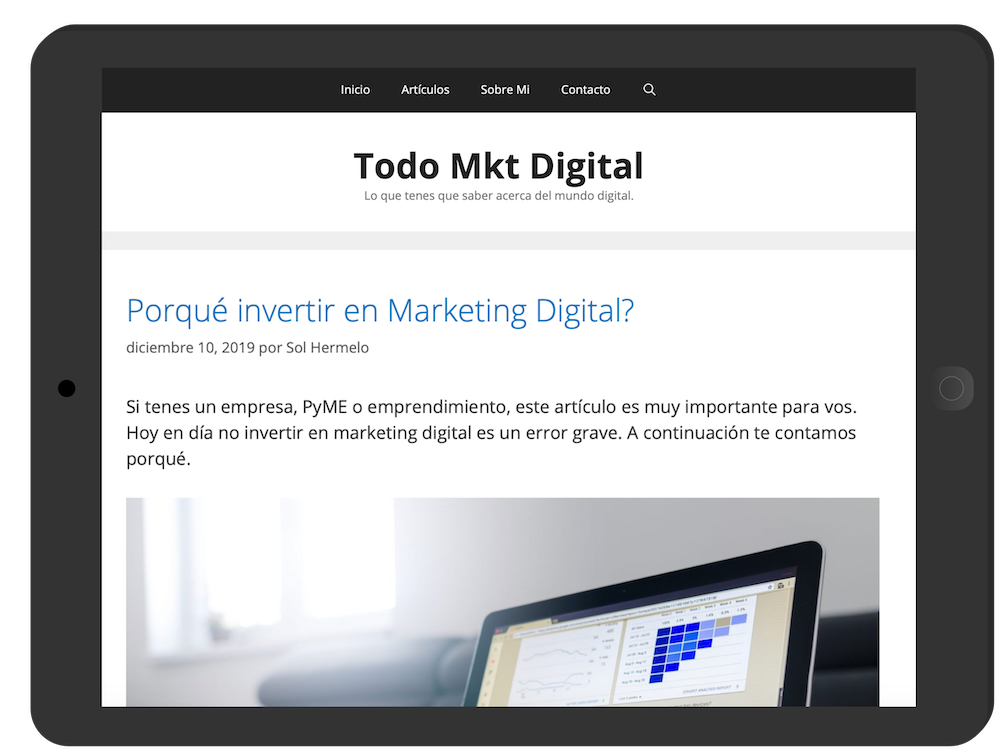 Inicio Artículos Sobre Mi Contacto
Todo Mkt Digital
Lo que tenes que saber acerca del mundo digital.
Porqué invertir en Marketing Digital?
diciembre 10, 2019 por Sol Hermelo
Si tenes un empresa, PyME o emprendimiento, este artículo es muy importante para vos.
Hoy en día no invertir en marketing digital es un error grave. A continuación te contamos
porqué.